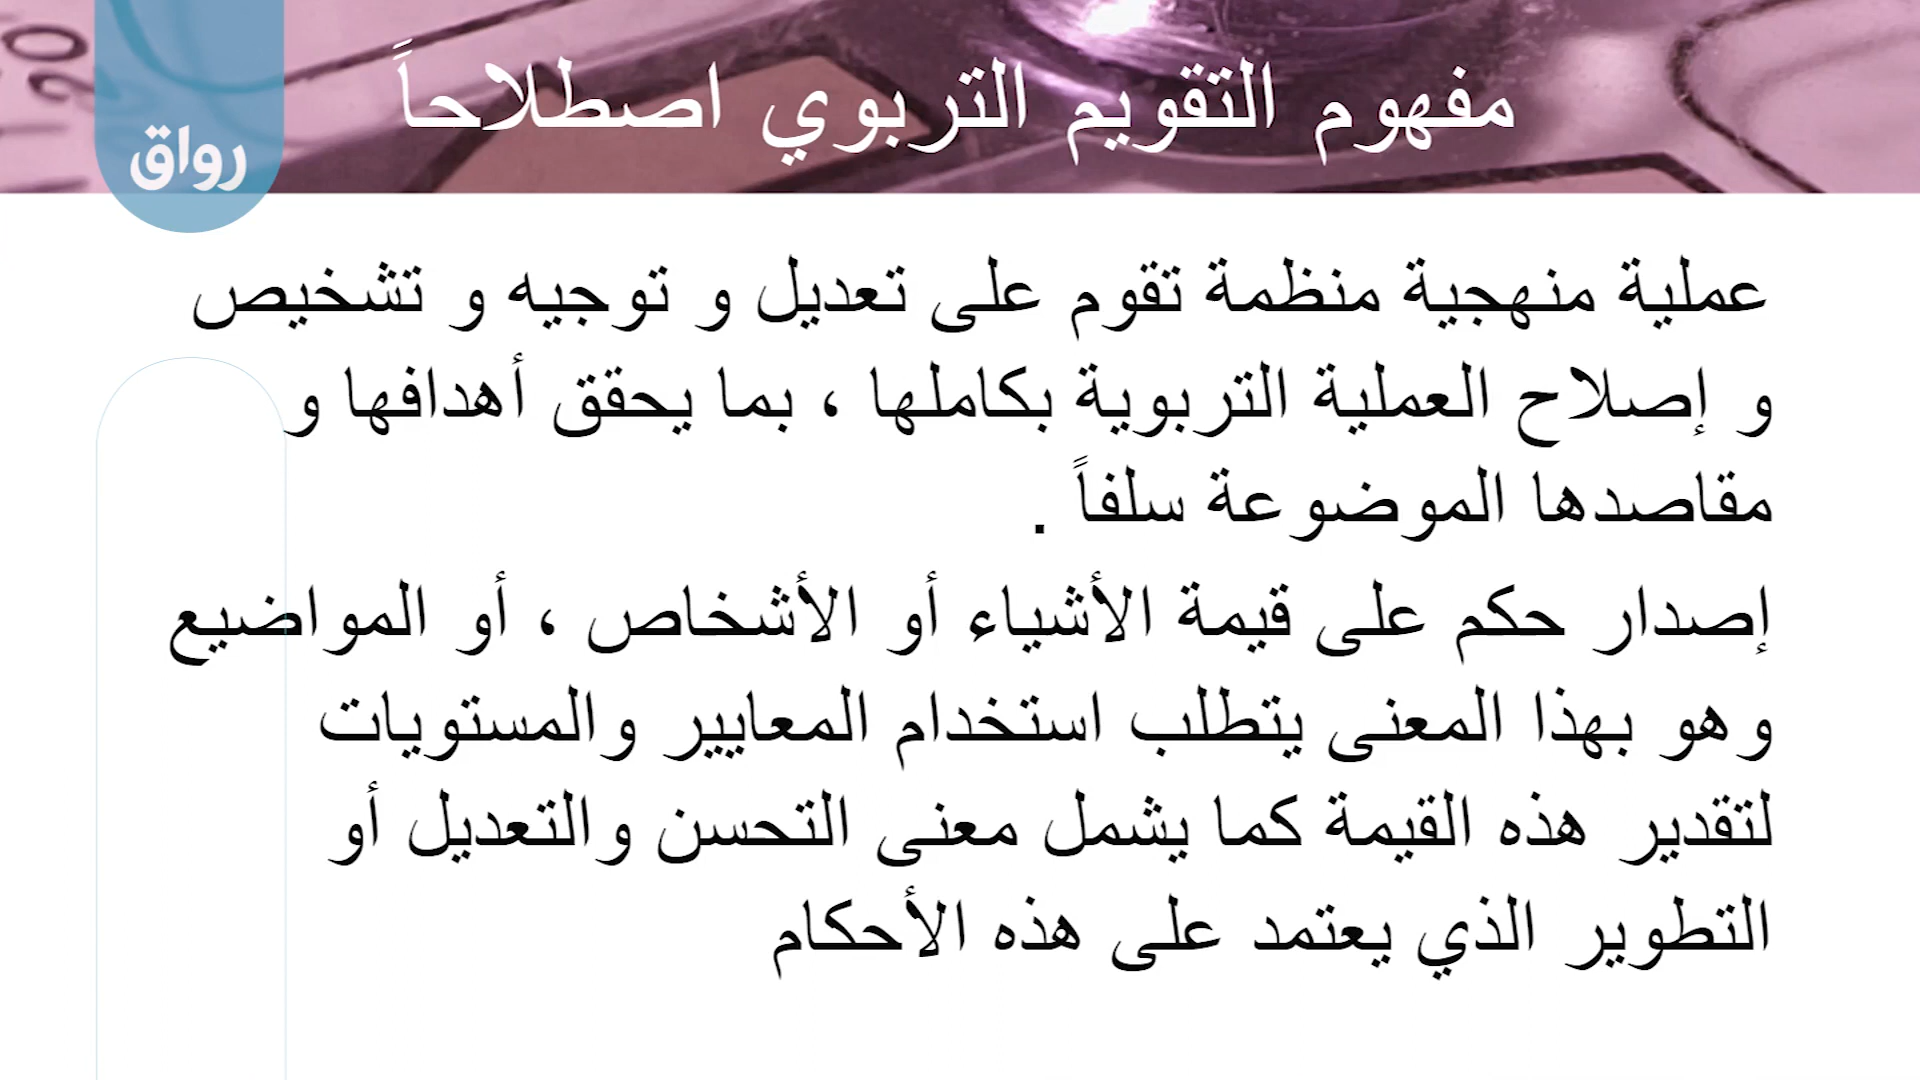 مفهوم التقويم التربوي اصطلاحاً
رواق
عملية منهجية منظمة تقوم على تعديل و توجيه و تشخيص
و إصلاح العملية التربوية بكاملها ، بما يحقق أهدافها و
مقاصدها الموضوعة سلفاً .
إصدار حكم على قيمة الأشياء أو الأشخاص ، أو المواضيع
وهو بهذا المعنى يتطلب استخدام المعايير والمستويات
لتقدير هذه القيمة كما يشمل معنى التحسن والتعديل أو
التطوير الذي يعتمد على هذه الأحكام
120